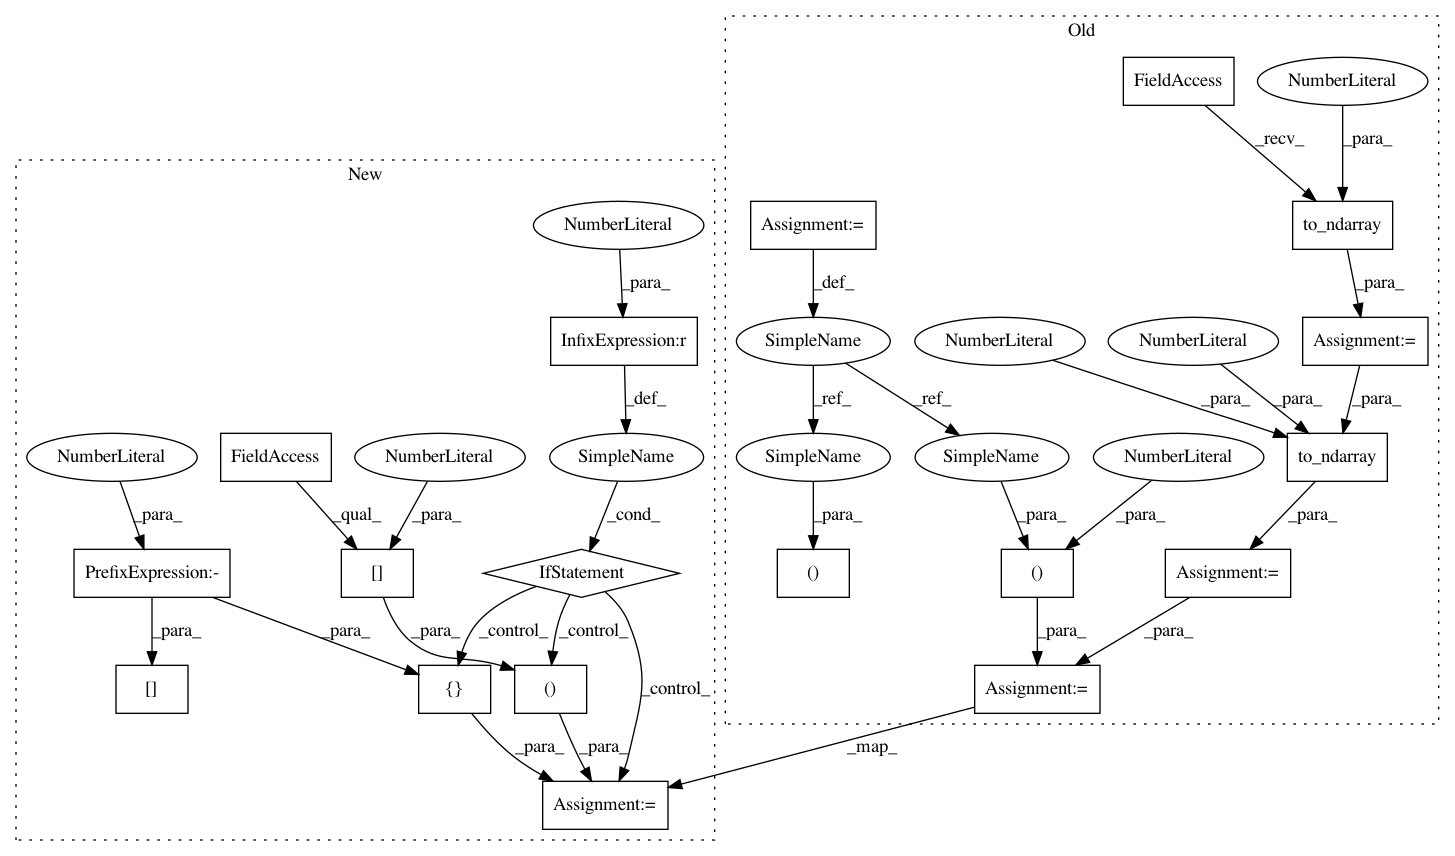 Old
FieldAccess
NumberLiteral
_recv_
_para_
New
NumberLiteral
Assignment:=
to_ndarray
_para_
_def_
_para_
InfixExpression:r
SimpleName
NumberLiteral
NumberLiteral
Assignment:=
_def_
_ref_
_ref_
_para_
_para_
_para_
NumberLiteral
FieldAccess
NumberLiteral
SimpleName
SimpleName
SimpleName
NumberLiteral
to_ndarray
_para_
_qual_
_para_
_cond_
_para_
_para_
_para_
_para_
PrefixExpression:-
[]
IfStatement
()
()
Assignment:=
_para_
_para_
_para_
_control_
_control_
_para_
_para_
[]
{}
()
_control_
Assignment:=
_para_
_para_
_map_
Assignment:=